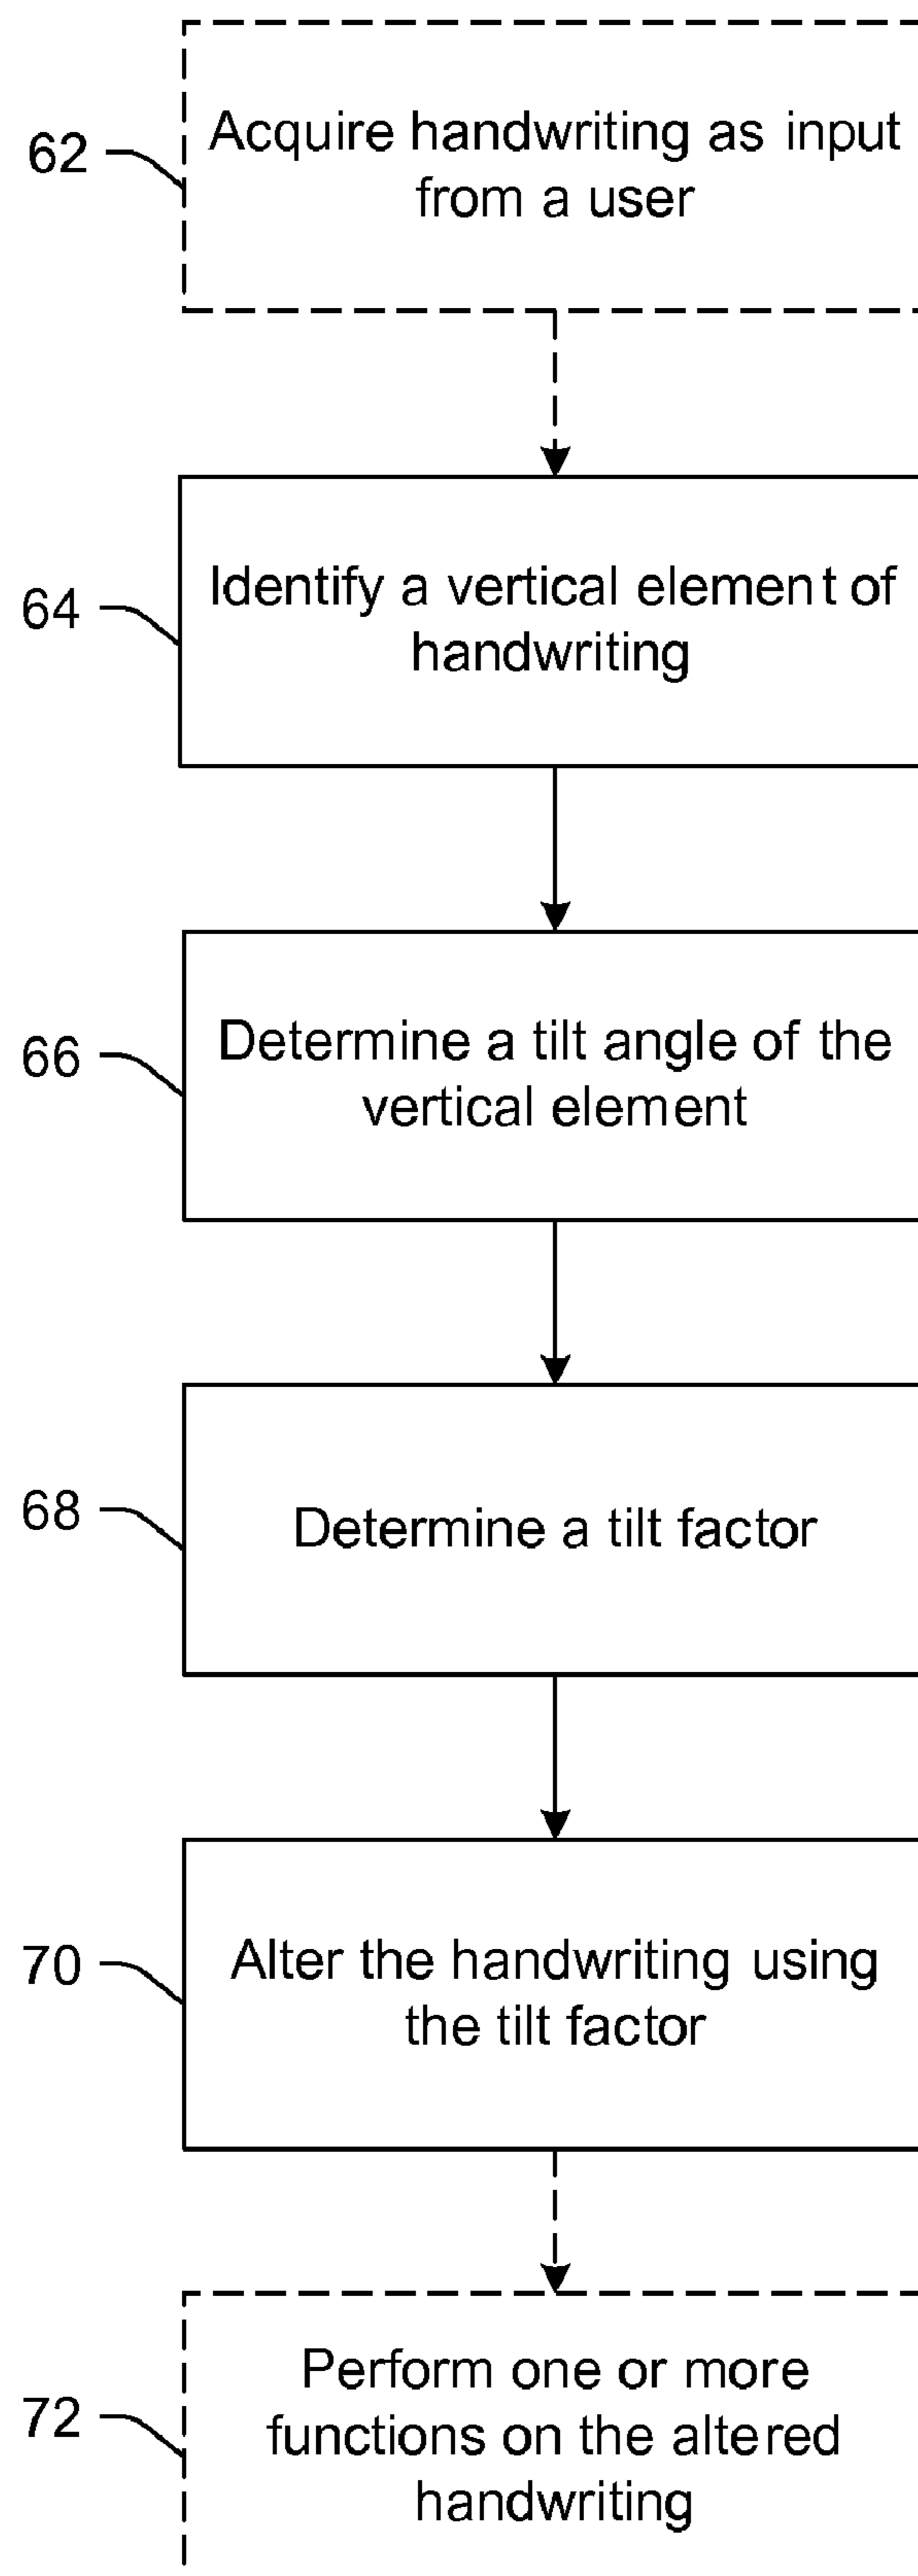 62
Acquire handwriting as input
from a user
64
Identify a vertical element of
handwriting
66
Determine a tilt angle of the
vertical element
68
Determine a tilt factor
70
Alter the handwriting using
the tilt factor
72
Perform one or more
functions on the altered
handwriting